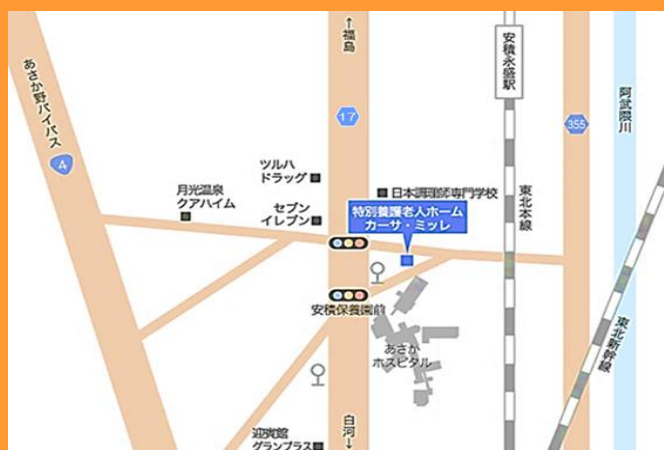 ↑福島
安積永盛駅
あさか野バイパス
4
17
355
阿武隈川
ツルハ
ドラッグ
月光温泉
クアハイム
セブン
イレブン
日本調理師専門学校
特別養護老人ホーム
カーサ・ミッレ
東北本線
安積保養園前
あさか
ホスピタル
東北新幹線
迎賓館
グランプラス
白河↓